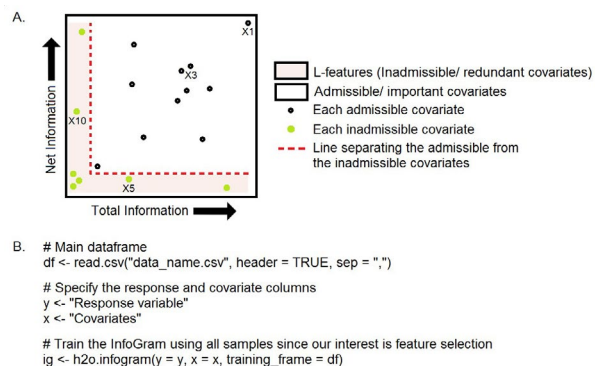 A.
Net Information
X1
X3
X10
X5
Total Information
L-features (Inadmissible/ redundant covariates)
Admissible/ important covariates
Each admissible covariate
Each inadmissible covariate
Line separating the admissible from
the inadmissible covariates
B.
# Main dataframe
df <- read.csv("data_name.csv", header = TRUE, sep = ",")
# Specify the response and covariate columns
y <- "Response variable"
x <- "Covariates"
# Train the InfoGram using all samples since our interest is feature selection
ig <- h2o.infogram(y = y, x = x, training_frame = df)